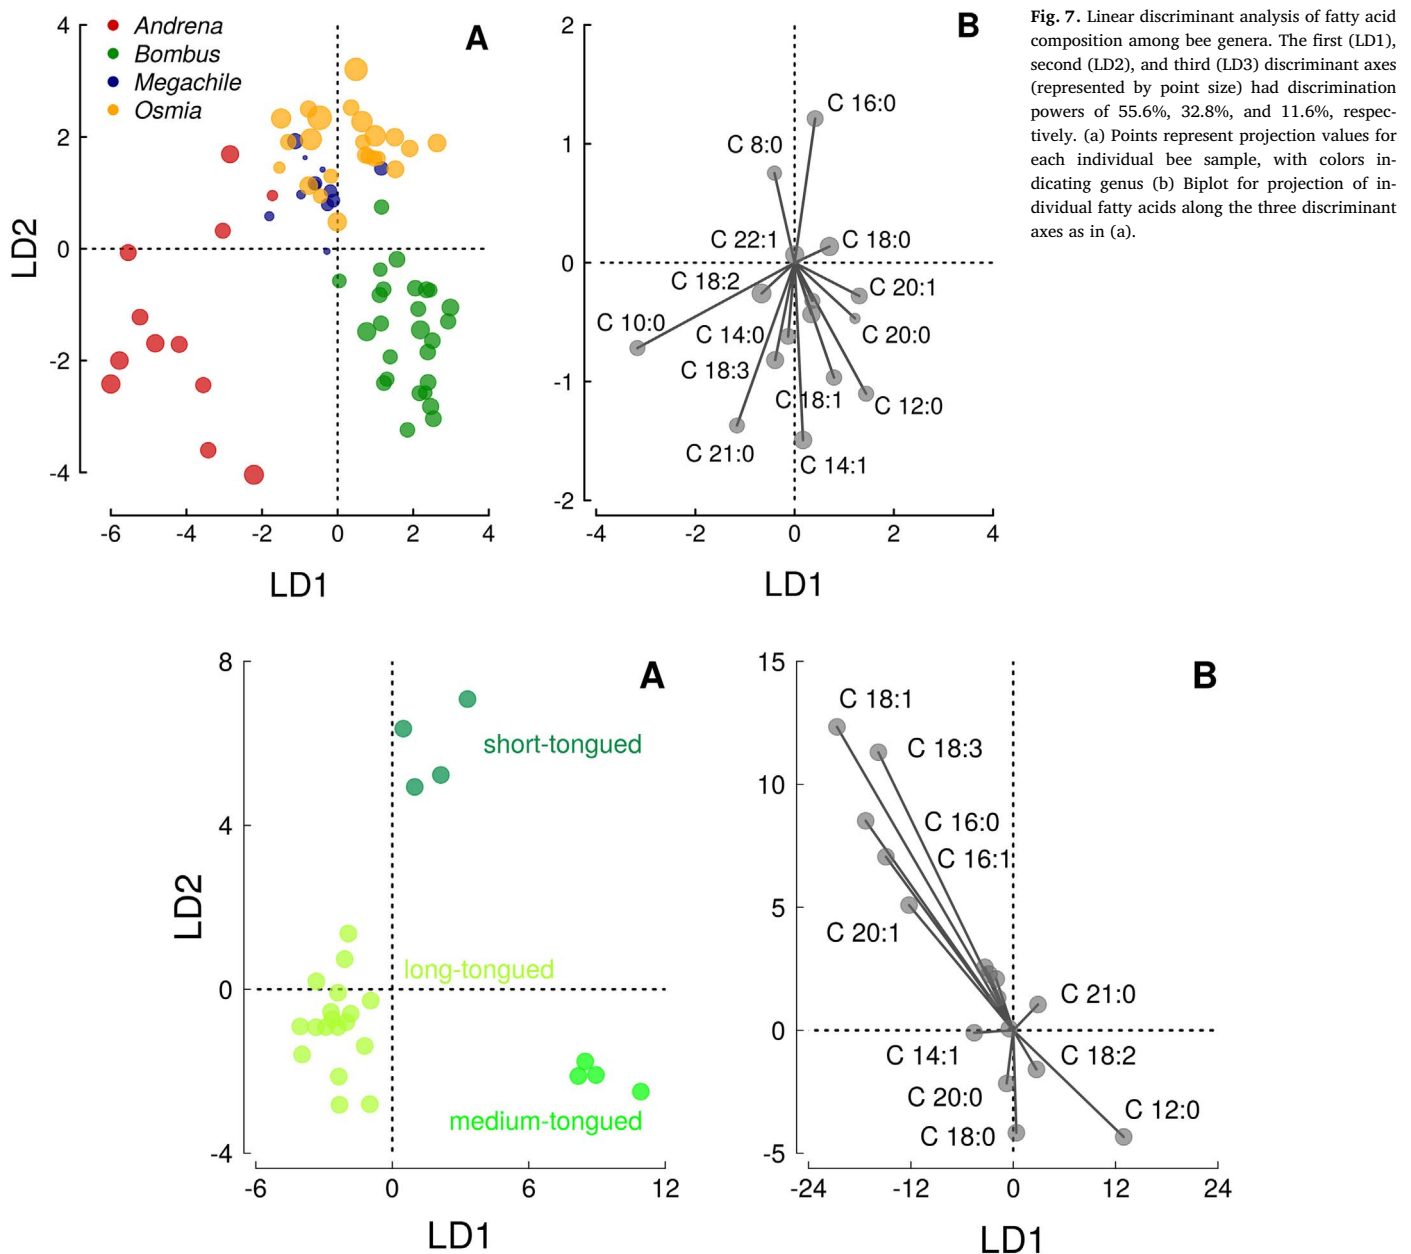 Andrena
Bombus
Megachile
Osmia
A
4
2
0
-2
-4
LD2
-6
-4
-2
0
2
4
LD1
B
2
1
0
-1
-2
C 16:0
C 8:0
C 22:1
C 18:0
C 18:2
C 20:1
C 10:0
C 14:0
C 20:0
C 18:3
C 18:1
C 12:0
C 21:0
C 14:1
-4
-2
0
2
4
LD1
Fig. 7. Linear discriminant analysis of fatty acid
composition among bee genera. The first (LD1),
second (LD2), and third (LD3) discriminant axes
(represented by point size) had discrimination
powers of 55.6%, 32.8%, and 11.6%, respec-
tively. (a) Points represent projection values for
each individual bee sample, with colors in-
dicating genus (b) Biplot for projection of in-
dividual fatty acids along the three discriminant
axes as in (a).
A
8
4
0
-4
LD2
short-tongued
long-tongued
medium-tongued
-6
0
6
12
LD1
B
15
10
5
0
-5
C 18:1
C 18:3
C 16:0
C 16:1
C 20:1
C 21:0
C 14:1
C 18:2
C 20:0
C 12:0
C 18:0
-24
-12
0
12
24
LD1